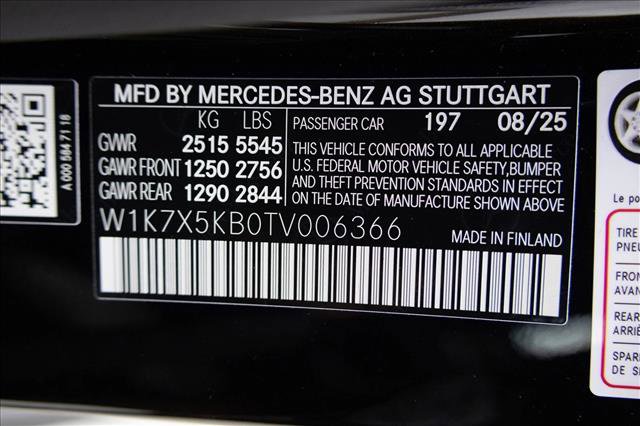 MFD BY MERCEDES-BENZ AG STUTTGART
KG LBS
GVWR 2515 5545
GAWR FRONT 1250 2756
GAWR REAR 1290 2844
PASSENGER CAR 197 08/25
THIS VEHICLE CONFORMS TO ALL APPLICABLE
U.S. FEDERAL MOTOR VEHICLE SAFETY, BUMPER
AND THEFT PREVENTION STANDARDS IN EFFECT
ON THE DATE OF MANUFACTURE SHOWN ABOVE
W1K7X5KB0TV006366
MADE IN FINLAND
A 000 584 71 18
Le po
TIRE
PNEU
FRON
AVAN
REAR
ARRIÈ
SPAR
DE S